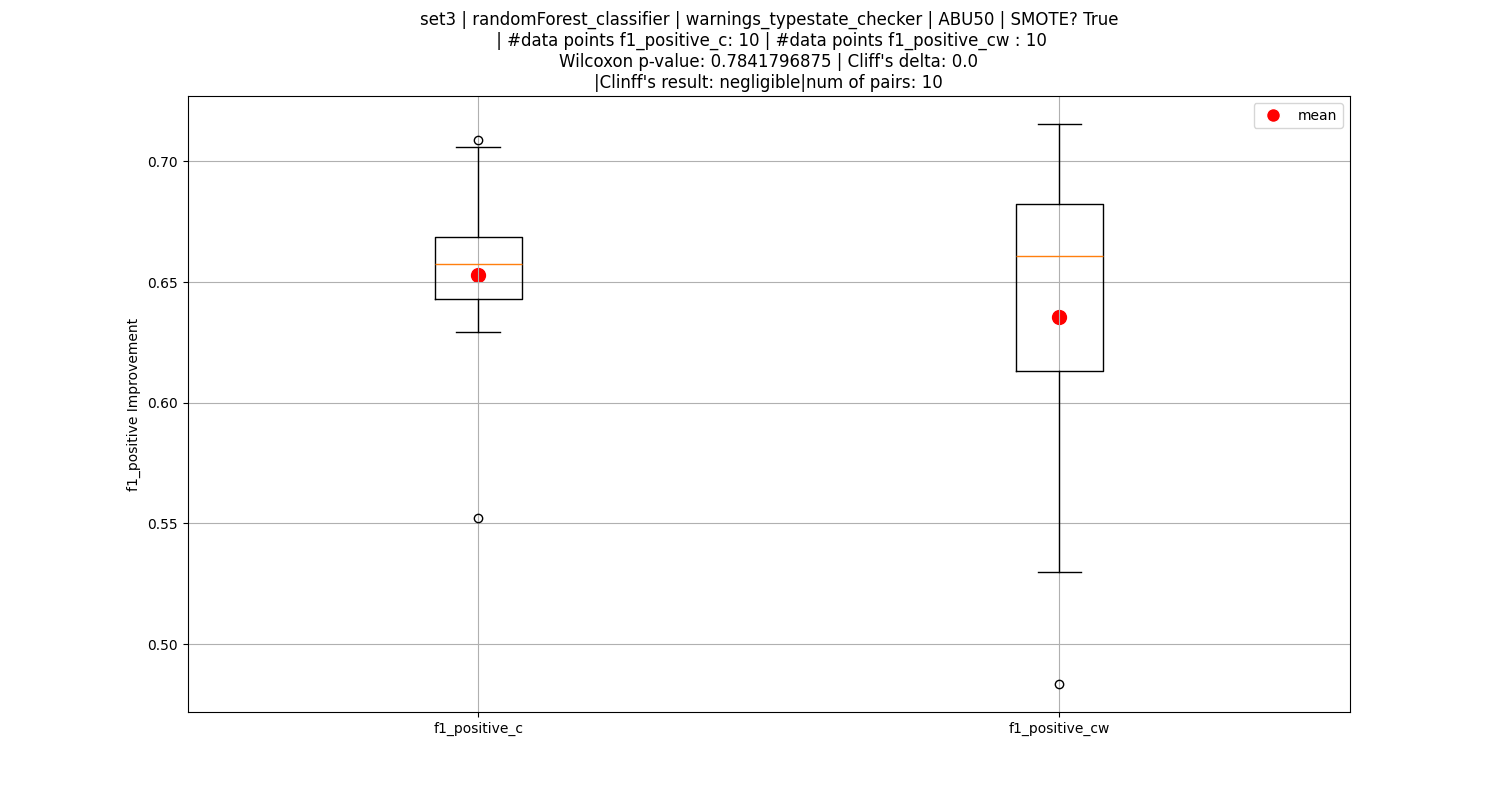 set3 | randomForest_classifier | warnings_typestate_checker | ABU50 | SMOTE? True
| #data points f1_positive_c: 10 | #data points f1_positive_cw : 10
Wilcoxon p-value: 0.7841796875 | Cliff's delta: 0.0
|Clinff's result: negligible|num of pairs: 10
mean
0.70
0.65
0.60
0.55
0.50
f1_positive Improvement
f1_positive_c
f1_positive_cw